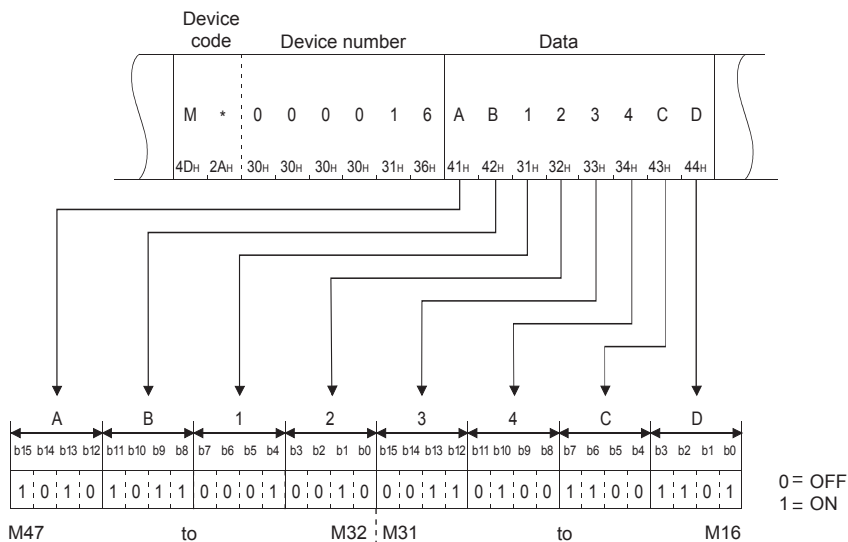 Device
code Device number Data
M * 0 0 0 0 1 6 A B 1 2 3 4 C D
4DH 2AH 30H 30H 30H 30H 31H 36H 41H 42H 31H 32H 33H 34H 43H 44H
A B 1 2 3 4 C D
b15 b14 b13 b12 b11 b10 b9 b8 b7 b6 b5 b4 b3 b2 b1 b0 b15 b14 b13 b12 b11 b10 b9 b8 b7 b6 b5 b4 b3 b2 b1 b0
1 0 1 0 1 0 1 1 0 0 0 1 0 0 1 0 0 0 1 1 0 1 0 0 1 1 0 0 1 1 0 1
0 = OFF
1 = ON
M47 to M32 M31 to M16